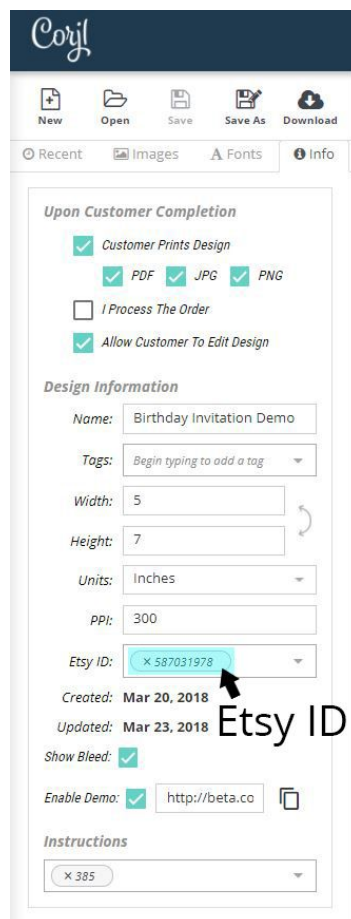 Corjl
New Open Save Save As Download
Recent Images A Fonts Info
Upon Customer Completion
Customer Prints Design
PDF JPG PNG
I Process The Order
Allow Customer To Edit Design
Design Information
Name: Birthday Invitation Demo
Tags: Begin typing to add a tag
Width: 5
Height: 7
Units: Inches
PPI: 300
Etsy ID: × 587031978
Created: Mar 20, 2018
Updated: Mar 23, 2018
Etsy ID
Show Bleed:
Enable Demo: http://beta.co
Instructions
× 385